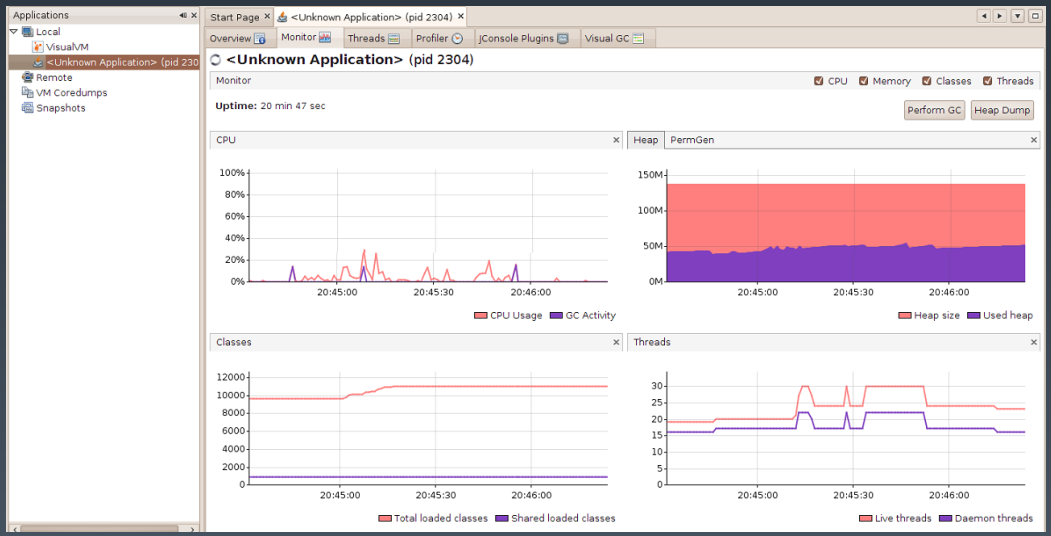 Applications
Start Page
<Unknown Application> (pid 2304)
Local
VisualVM
<Unknown Application> (pid 230
Remote
VM Coredumps
Snapshots
Overview Monitor Threads Profiler JConsole Plugins Visual GC
<Unknown Application> (pid 2304)
Monitor CPU Memory Classes Threads
Uptime: 20 min 47 sec
Perform GC Heap Dump
CPU
100%
80%
60%
40%
20%
0%
20:45:00 20:45:30 20:46:00
CPU Usage GC Activity
Heap PermGen
150M
100M
50M
0M
20:45:00 20:45:30 20:46:00
Heap size Used heap
Classes
12000
10000
8000
6000
4000
2000
0
20:45:00 20:45:30 20:46:00
Total loaded classes Shared loaded classes
Threads
30
25
20
15
10
5
0
20:45:00 20:45:30 20:46:00
Live threads Daemon threads